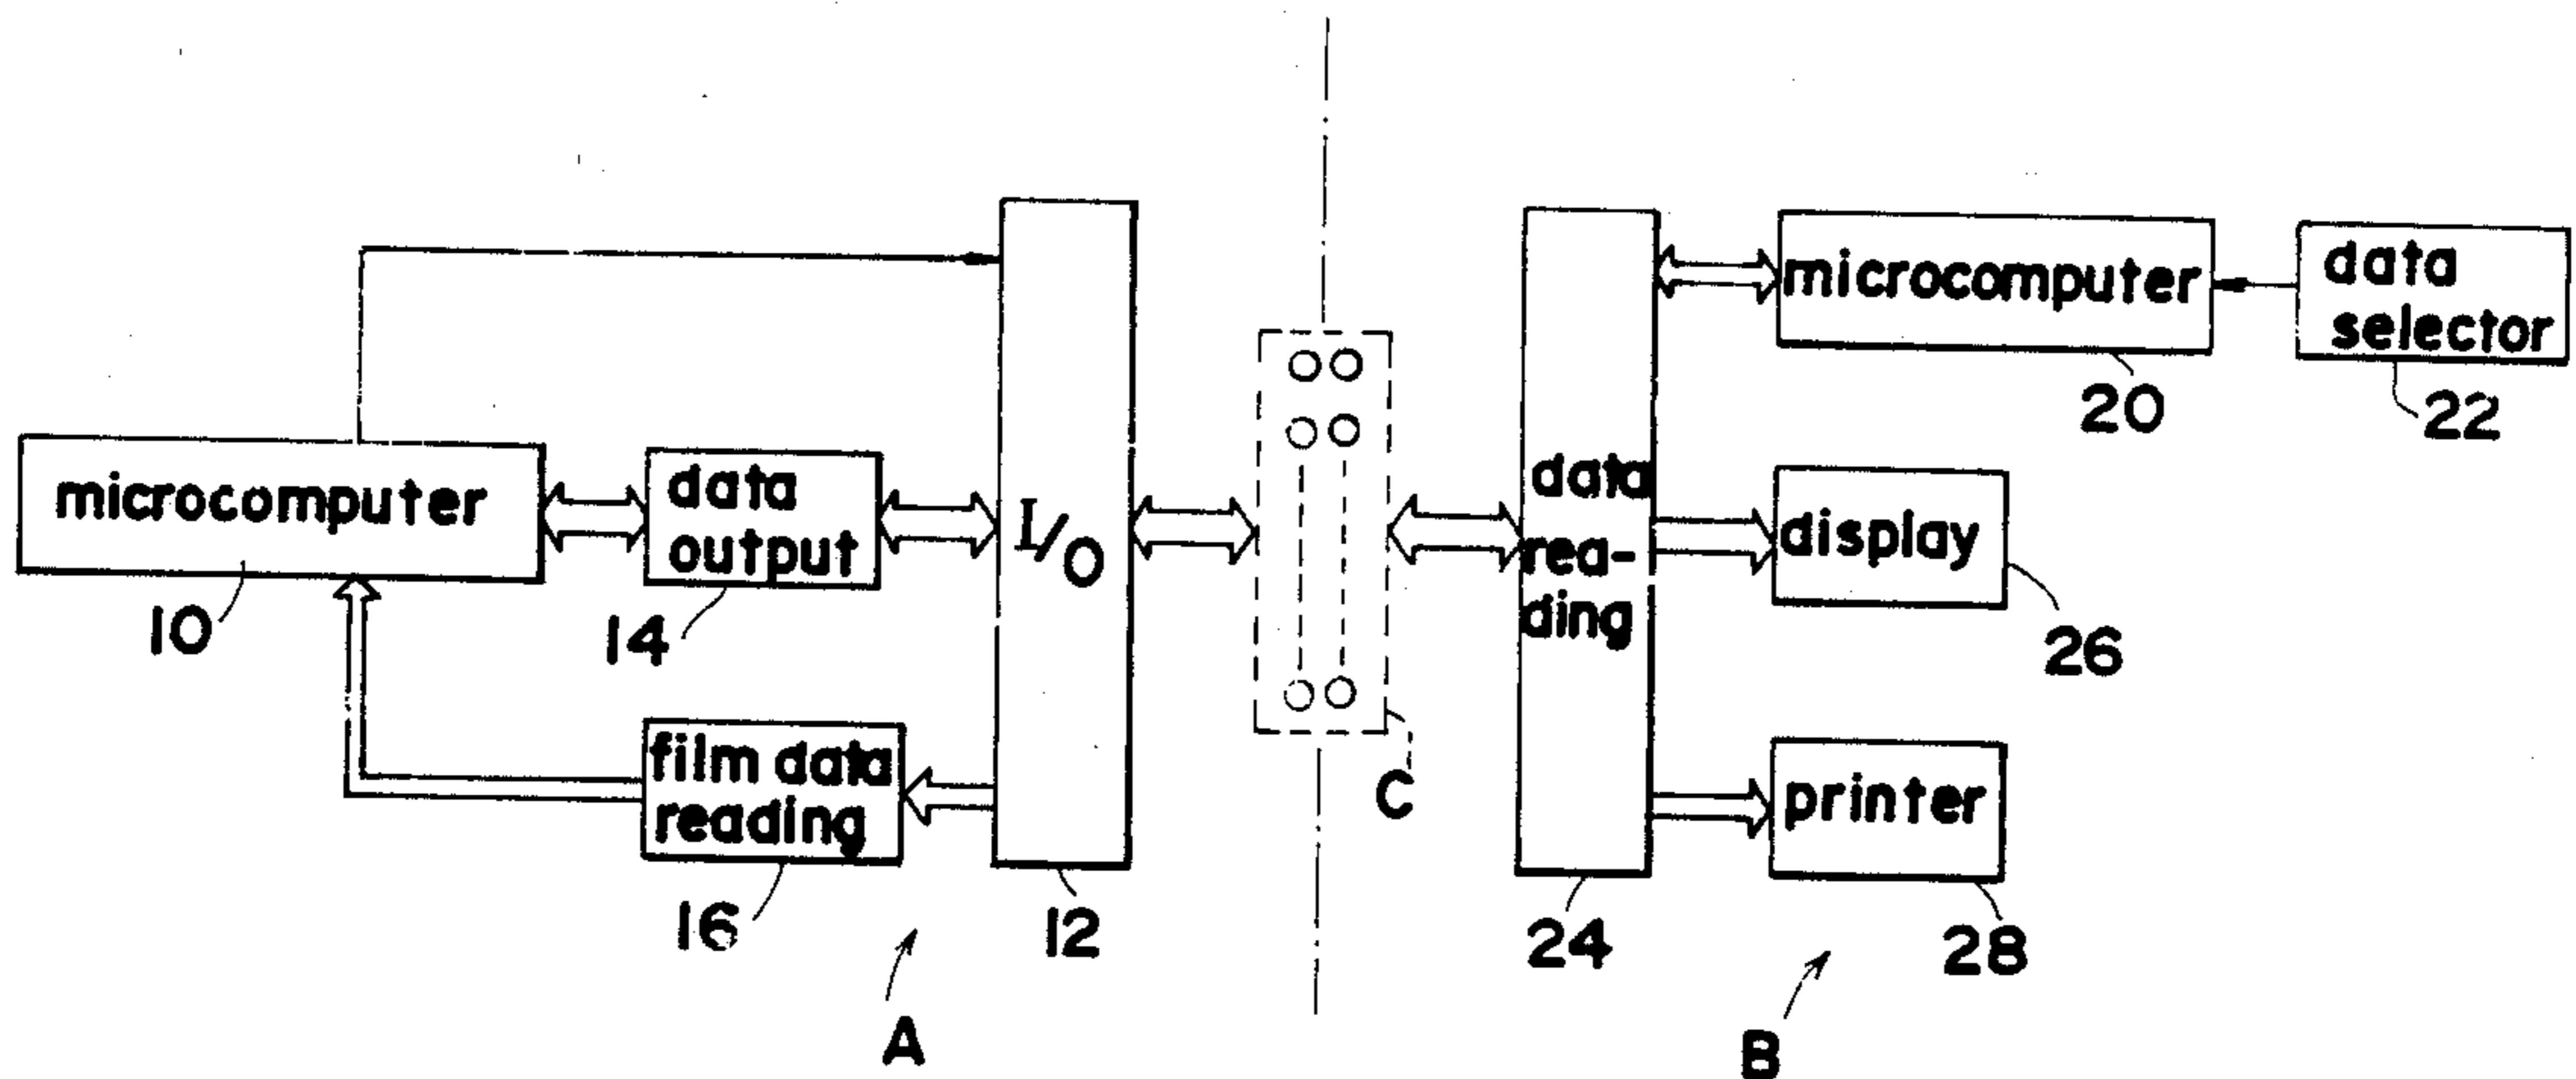 microcomputer
10
data
output
14
film data
reading
16
I/O
12
A
C
data
rea-
ding
24
microcomputer
20
data
selector
22
display
26
printer
28
B